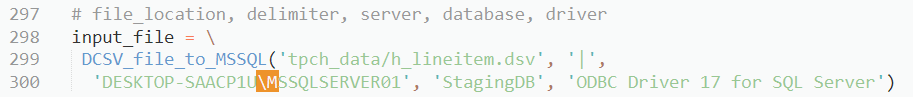 297 # file_location, delimiter, server, database, driver
298 input_file = \
299 DCSV_file_to_MSSQL('tpch_data/h_lineitem.dsv', '|',
300 'DESKTOP-SAACP1U\MSSQLSERVER01', 'StagingDB', 'ODBC Driver 17 for SQL Server')